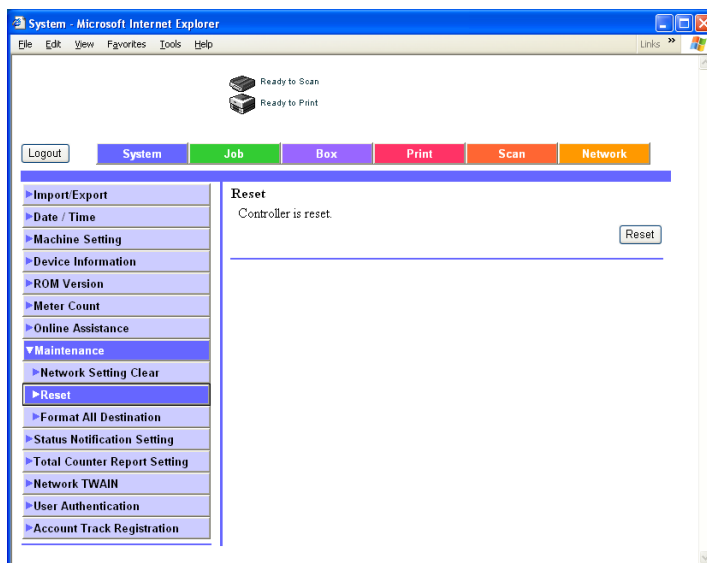 System - Microsoft Internet Explorer
File Edit View Favorites Tools Help Links »
Ready to Scan
Ready to Print
Logout System Job Box Print Scan Network
Import/Export
Date / Time
Machine Setting
Device Information
ROM Version
Meter Count
Online Assistance
Maintenance
Network Setting Clear
Reset
Format All Destination
Status Notification Setting
Total Counter Report Setting
Network TWAIN
User Authentication
Account Track Registration
Reset
Controller is reset.
Reset